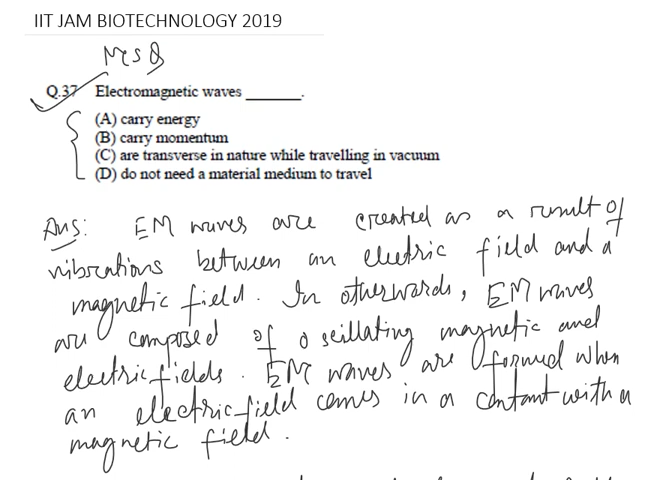 IIT JAM BIOTECHNOLOGY 2019
MSQ
Q.37 Electromagnetic waves ________.
(A) carry energy
(B) carry momentum
(C) are transverse in nature while travelling in vacuum
(D) do not need a material medium to travel
Ans: EM waves are created as a result of
vibrations between an electric field and a
magnetic field. In otherwords, EM waves
are composed of oscillating magnetic and
electric fields. EM waves are formed when
an electric field comes in a contant with a
magnetic field.